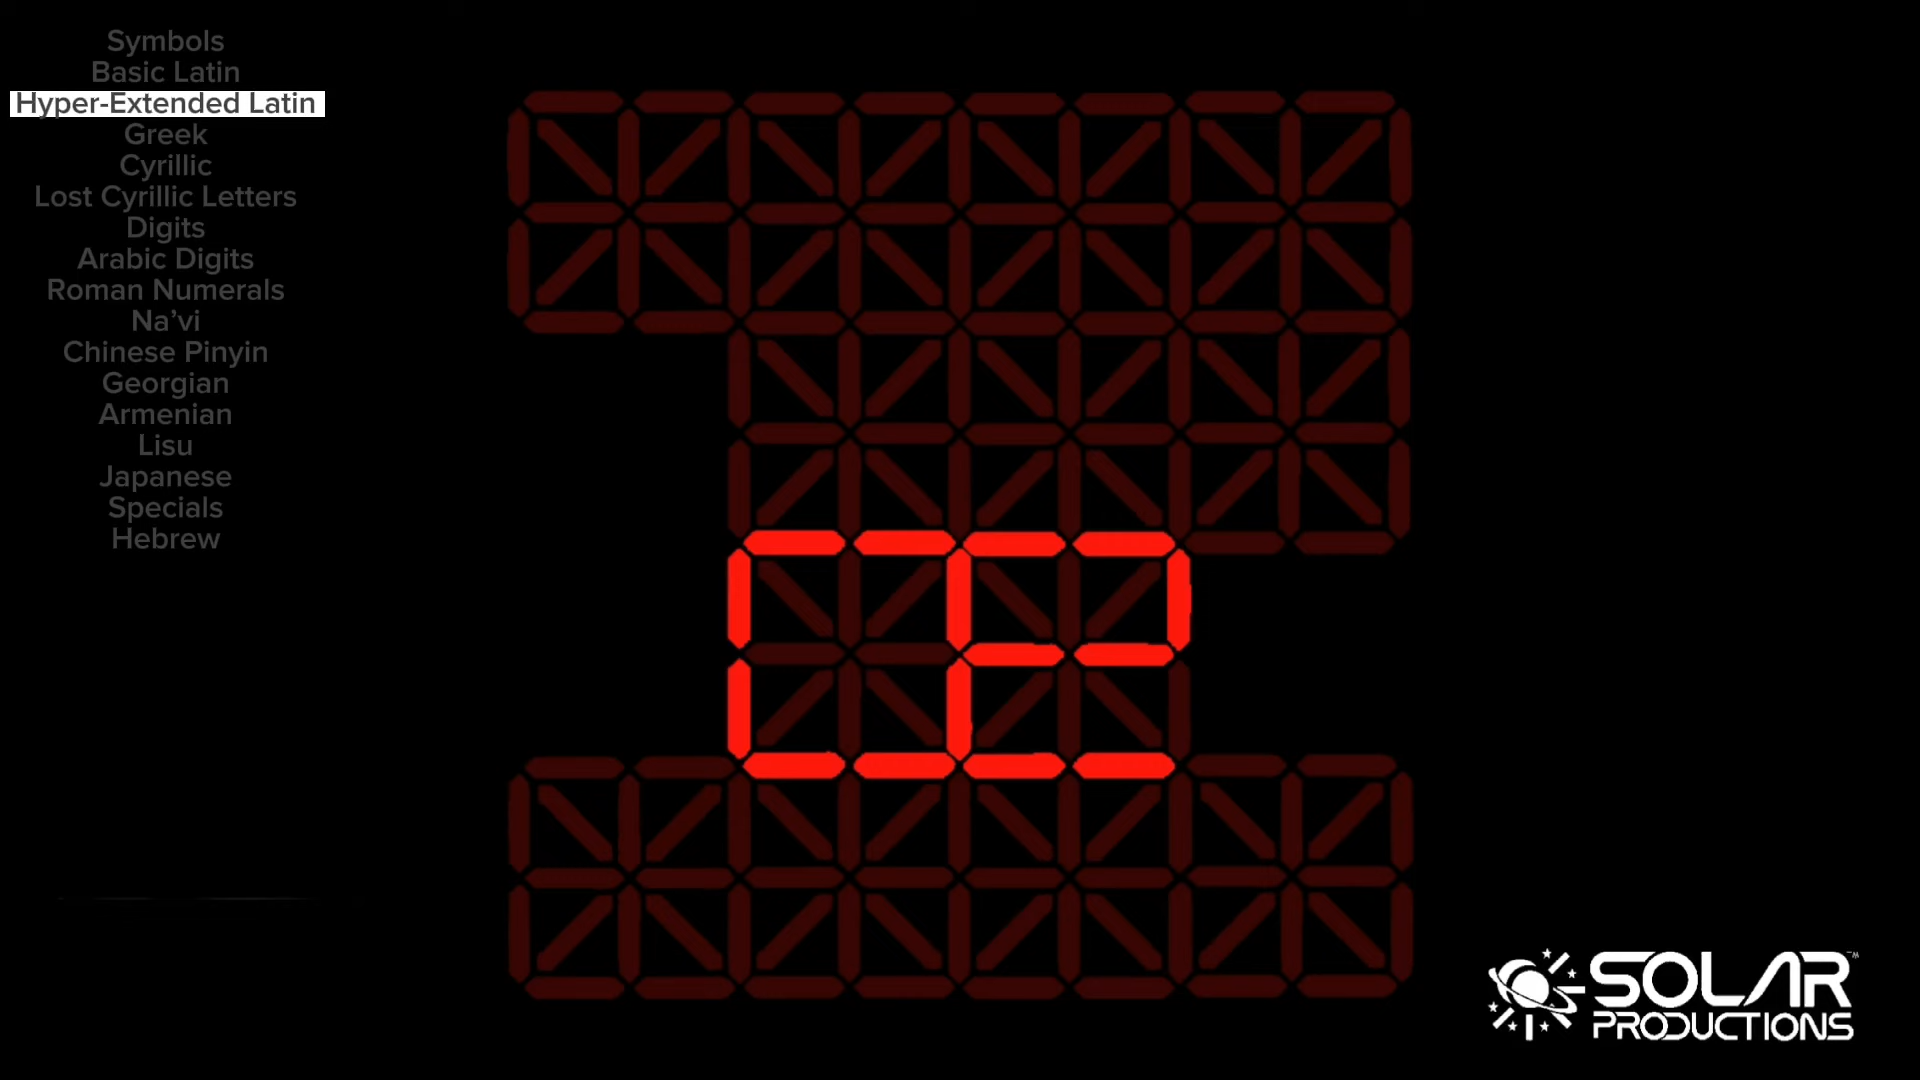 Symbols
Basic Latin
Hyper-Extended Latin
Greek
Cyrillic
Lost Cyrillic Letters
Digits
Arabic Digits
Roman Numerals
Na’vi
Chinese Pinyin
Georgian
Armenian
Lisu
Japanese
Specials
Hebrew
œ
SOLAR™
PRODUCTIONS